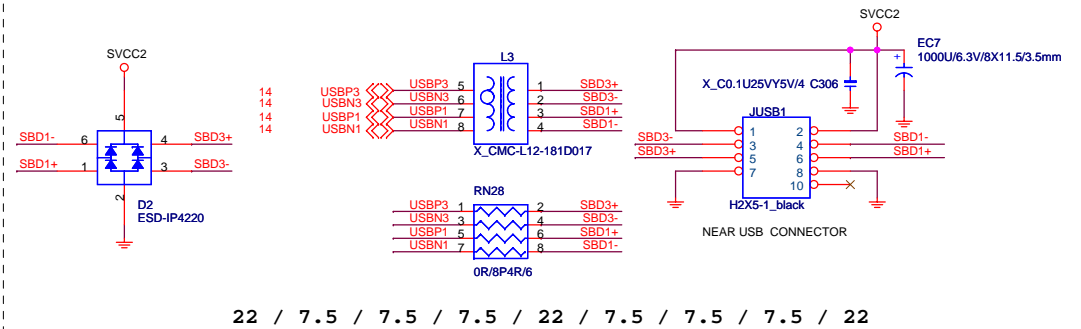 SVCC2
5
SBD1- 6 4 SBD3+
SBD1+ 1 3 SBD3-
2
D2
ESD-IP4220
L3
14 USBP3 USBP3 5 1 SBD3+
14 USBN3 USBN3 6 2 SBD3-
14 USBP1 USBP1 7 3 SBD1+
14 USBN1 USBN1 8 4 SBD1-
X_CMC-L12-181D017
RN28
USBP3 1 2 SBD3+
USBN3 3 4 SBD3-
USBP1 5 6 SBD1+
USBN1 7 8 SBD1-
0R/8P4R/6
SVCC2
EC7
+ 1000U/6.3V/8X11.5/3.5mm
X_C0.1U25VY5V/4 C306
JUSB1
1 2
SBD3- 3 4 SBD1-
SBD3+ 5 6 SBD1+
7 8
10
H2X5-1_black
NEAR USB CONNECTOR
22 / 7.5 / 7.5 / 7.5 / 22 / 7.5 / 7.5 / 7.5 / 22